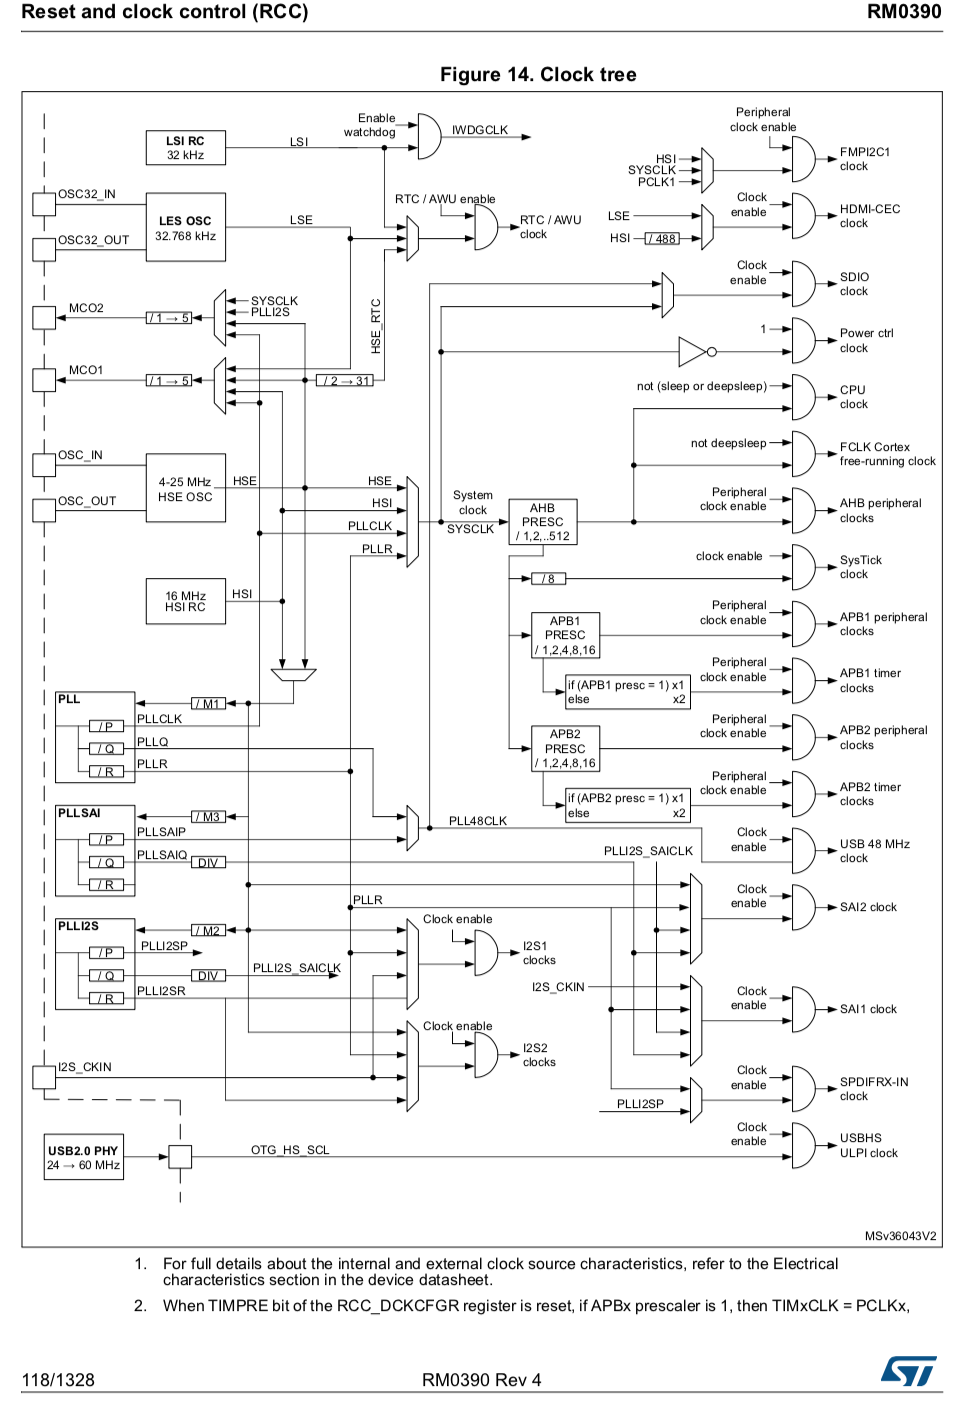 Reset and clock control (RCC)
RM0390
Figure 14. Clock tree
Enable
watchdog
IWDGCLK
LSI RC
32 kHz
LSI
Peripheral
clock enable
FMPI2C1
clock
HSI
SYSCLK
PCLK1
OSC32_IN
OSC32_OUT
LES OSC
32.768 kHz
LSE
RTC / AWU enable
RTC / AWU
clock
LSE
HSI
/ 488
Clock
enable
HDMI-CEC
clock
MCO2
/ 1 → 5
SYSCLK
PLLI2S
HSE_RTC
Clock
enable
SDIO
clock
1
Power ctrl
clock
MCO1
/ 1 → 5
/ 2 → 31
not (sleep or deepsleep)
CPU
clock
OSC_IN
OSC_OUT
4-25 MHz
HSE OSC
HSE
HSE
HSI
PLLCLK
PLLR
System
clock
SYSCLK
AHB
PRESC
/ 1,2,..512
not deepsleep
FCLK Cortex
free-running clock
Peripheral
clock enable
AHB peripheral
clocks
clock enable
SysTick
clock
/ 8
16 MHz
HSI RC
HSI
APB1
PRESC
/ 1,2,4,8,16
Peripheral
clock enable
APB1 peripheral
clocks
if (APB1 presc = 1) x1
else x2
Peripheral
clock enable
APB1 timer
clocks
PLL
/ M1
/ P
PLLCLK
/ Q
PLLQ
/ R
PLLR
APB2
PRESC
/ 1,2,4,8,16
Peripheral
clock enable
APB2 peripheral
clocks
if (APB2 presc = 1) x1
else x2
Peripheral
clock enable
APB2 timer
clocks
PLLSAI
/ M3
/ P
PLLSAIP
/ Q
PLLSAIQ
DIV
/ R
PLL48CLK
Clock
enable
USB 48 MHz
clock
PLLI2S_SAICLK
PLLR
Clock
enable
SAI2 clock
PLLI2S
/ M2
/ P
PLLI2SP
/ Q
DIV
PLLI2S_SAICLK
/ R
PLLI2SR
Clock enable
I2S1
clocks
I2S_CKIN
Clock
enable
SAI1 clock
Clock enable
I2S2
clocks
I2S_CKIN
PLLI2SP
Clock
enable
SPDIFRX-IN
clock
USB2.0 PHY
24 → 60 MHz
OTG_HS_SCL
Clock
enable
USBHS
ULPI clock
MSv36043V2
1. For full details about the internal and external clock source characteristics, refer to the Electrical
characteristics section in the device datasheet.
2. When TIMPRE bit of the RCC_DCKCFGR register is reset, if APBx prescaler is 1, then TIMxCLK = PCLKx,
118/1328
RM0390 Rev 4
ST